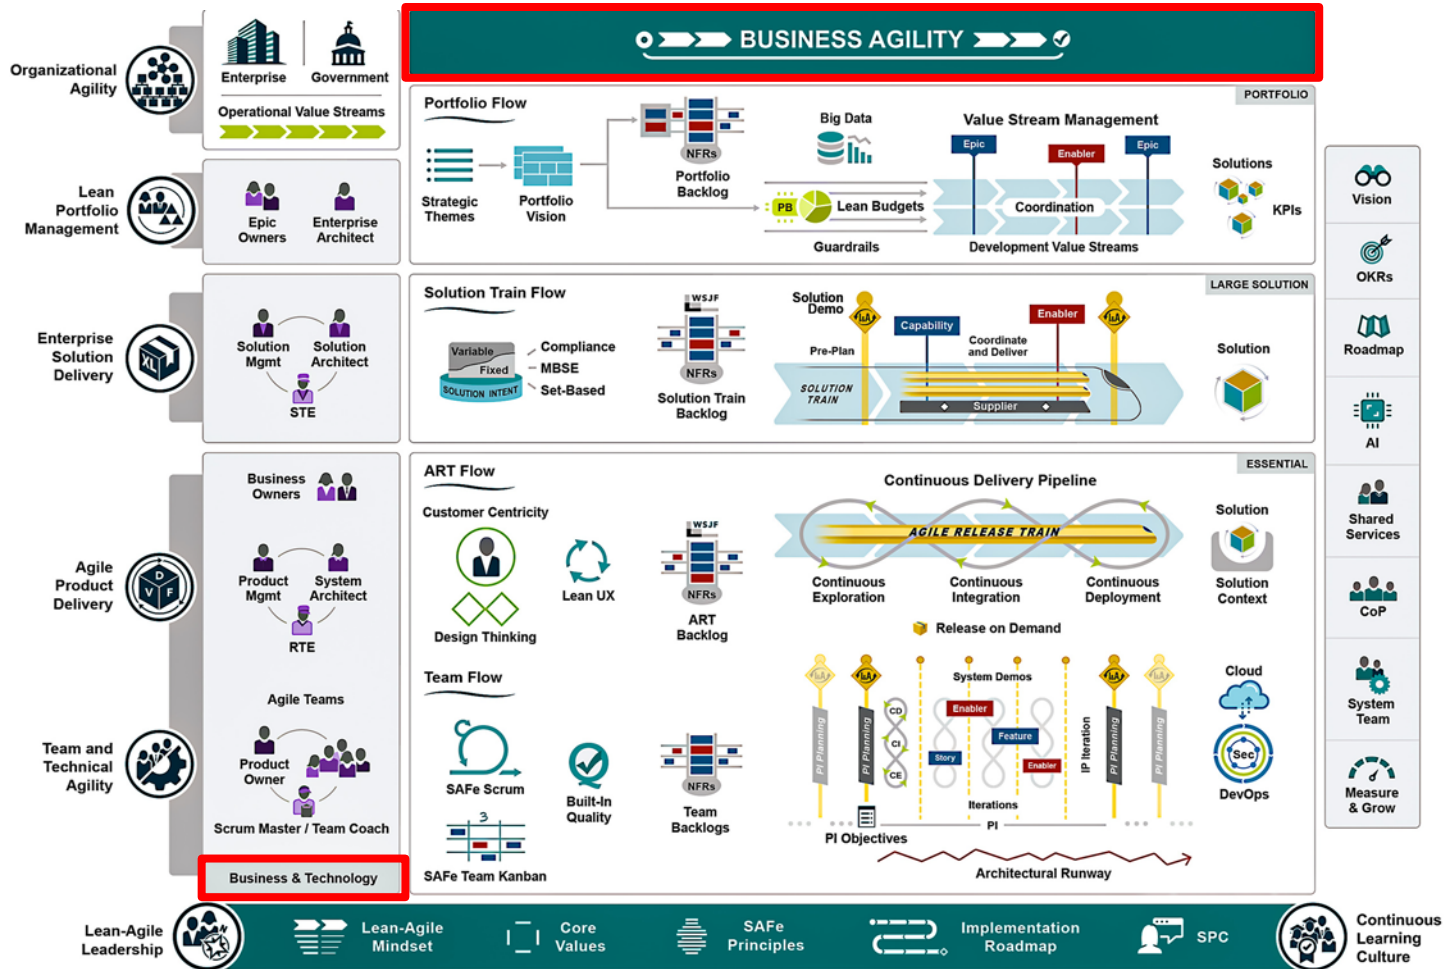 Organizational
Agility
Enterprise
Government
Operational Value Streams
BUSINESS AGILITY
PORTFOLIO
Portfolio Flow
Strategic
Themes
Portfolio
Vision
NFRs
Portfolio
Backlog
Big Data
PB
Lean Budgets
Guardrails
Value Stream Management
Epic
Enabler
Epic
Coordination
Development Value Streams
Solutions
KPIs
Lean
Portfolio
Management
Epic
Owners
Enterprise
Architect
Enterprise
Solution
Delivery
XL
Solution
Mgmt
Solution
Architect
STE
LARGE SOLUTION
Solution Train Flow
Variable
Fixed
SOLUTION INTENT
Compliance
MBSE
Set-Based
WSJF
NFRs
Solution Train
Backlog
Solution
Demo
I&A
Pre-Plan
Capability
Coordinate
and Deliver
Enabler
I&A
SOLUTION
TRAIN
Supplier
Solution
Agile
Product
Delivery
D
V
F
Business
Owners
Product
Mgmt
System
Architect
RTE
ESSENTIAL
ART Flow
Customer Centricity
Lean UX
Design Thinking
WSJF
NFRs
ART
Backlog
Continuous Delivery Pipeline
AGILE RELEASE TRAIN
Continuous
Exploration
Continuous
Integration
Continuous
Deployment
Release on Demand
Solution
Solution
Context
Team and
Technical
Agility
Agile Teams
Product
Owner
Scrum Master / Team Coach
Business & Technology
Team Flow
SAFe Scrum
Built-In
Quality
3
SAFe Team Kanban
NFRs
Team
Backlogs
I&A
I&A
I&A
I&A
PI Planning
PI Planning
PI Planning
PI Planning
CD
CI
CE
System Demos
Enabler
Story
Feature
Enabler
IP Iteration
Iterations
PI
PI Objectives
Architectural Runway
Cloud
Sec
DevOps
Vision
OKRs
Roadmap
AI
Shared
Services
CoP
System
Team
Measure
& Grow
Lean-Agile
Leadership
Lean-Agile
Mindset
Core
Values
SAFe
Principles
Implementation
Roadmap
SPC
Continuous
Learning
Culture